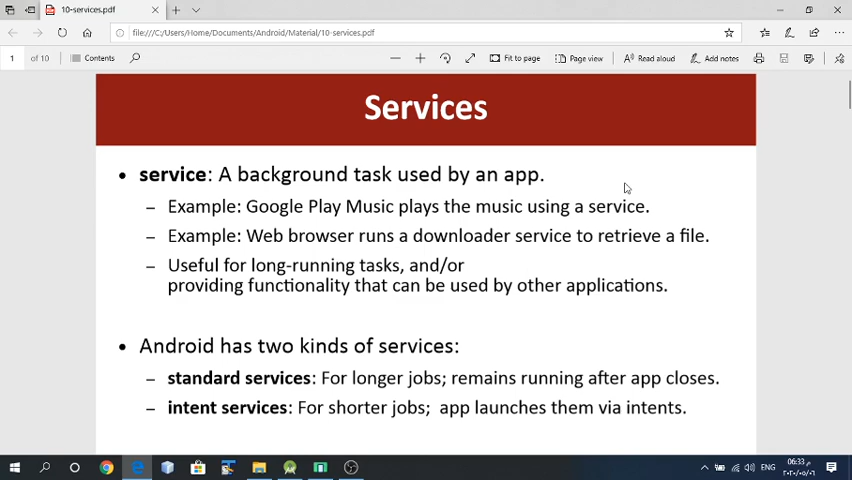 10-services.pdf
file:///C:/Users/Home/Documents/Android/Material/10-services.pdf
1 of 10 Contents Fit to page Page view Read aloud Add notes
Services
• service: A background task used by an app.
– Example: Google Play Music plays the music using a service.
– Example: Web browser runs a downloader service to retrieve a file.
– Useful for long-running tasks, and/or
providing functionality that can be used by other applications.
• Android has two kinds of services:
– standard services: For longer jobs; remains running after app closes.
– intent services: For shorter jobs; app launches them via intents.
ENG
06:33 م